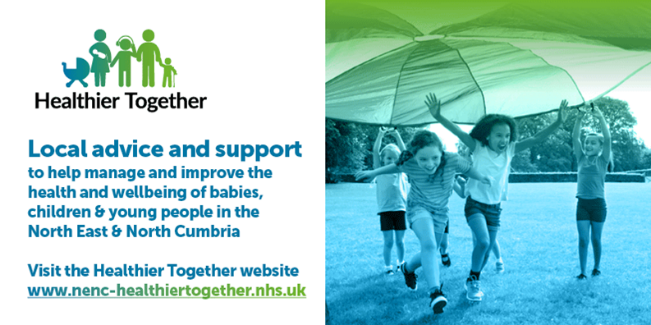 Healthier Together
Local advice and support
to help manage and improve the
health and wellbeing of babies,
children & young people in the
North East & North Cumbria
Visit the Healthier Together website
www.nenc-healthiertogether.nhs.uk